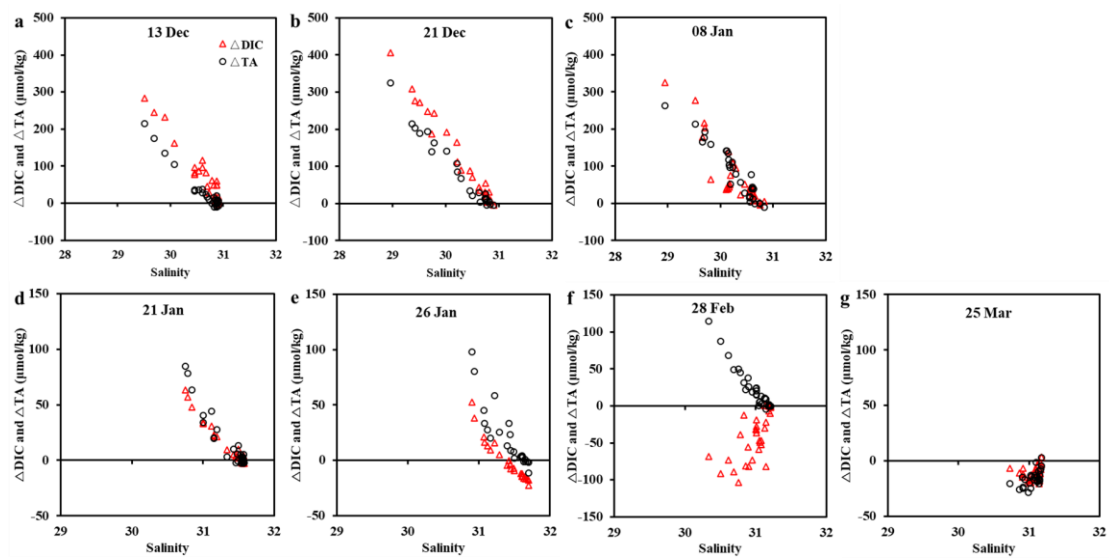 a
13 Dec
△DIC
△TA
△DIC and △TA (μmol/kg)
500
400
300
200
100
0
-100
28 29 30 31 32
Salinity
b
21 Dec
△DIC and △TA (μmol/kg)
500
400
300
200
100
0
-100
28 29 30 31 32
Salinity
c
08 Jan
△DIC and △TA (μmol/kg)
500
400
300
200
100
0
-100
28 29 30 31 32
Salinity
d
21 Jan
△DIC and △TA (μmol/kg)
150
100
50
0
-50
29 30 31 32
Salinity
e
26 Jan
△DIC and △TA (μmol/kg)
150
100
50
0
-50
29 30 31 32
Salinity
f
28 Feb
△DIC and △TA (μmol/kg)
150
100
50
0
-50
-100
-150
28 29 30 31 32
Salinity
g
25 Mar
△DIC and △TA (μmol/kg)
150
100
50
0
-50
29 30 31 32
Salinity